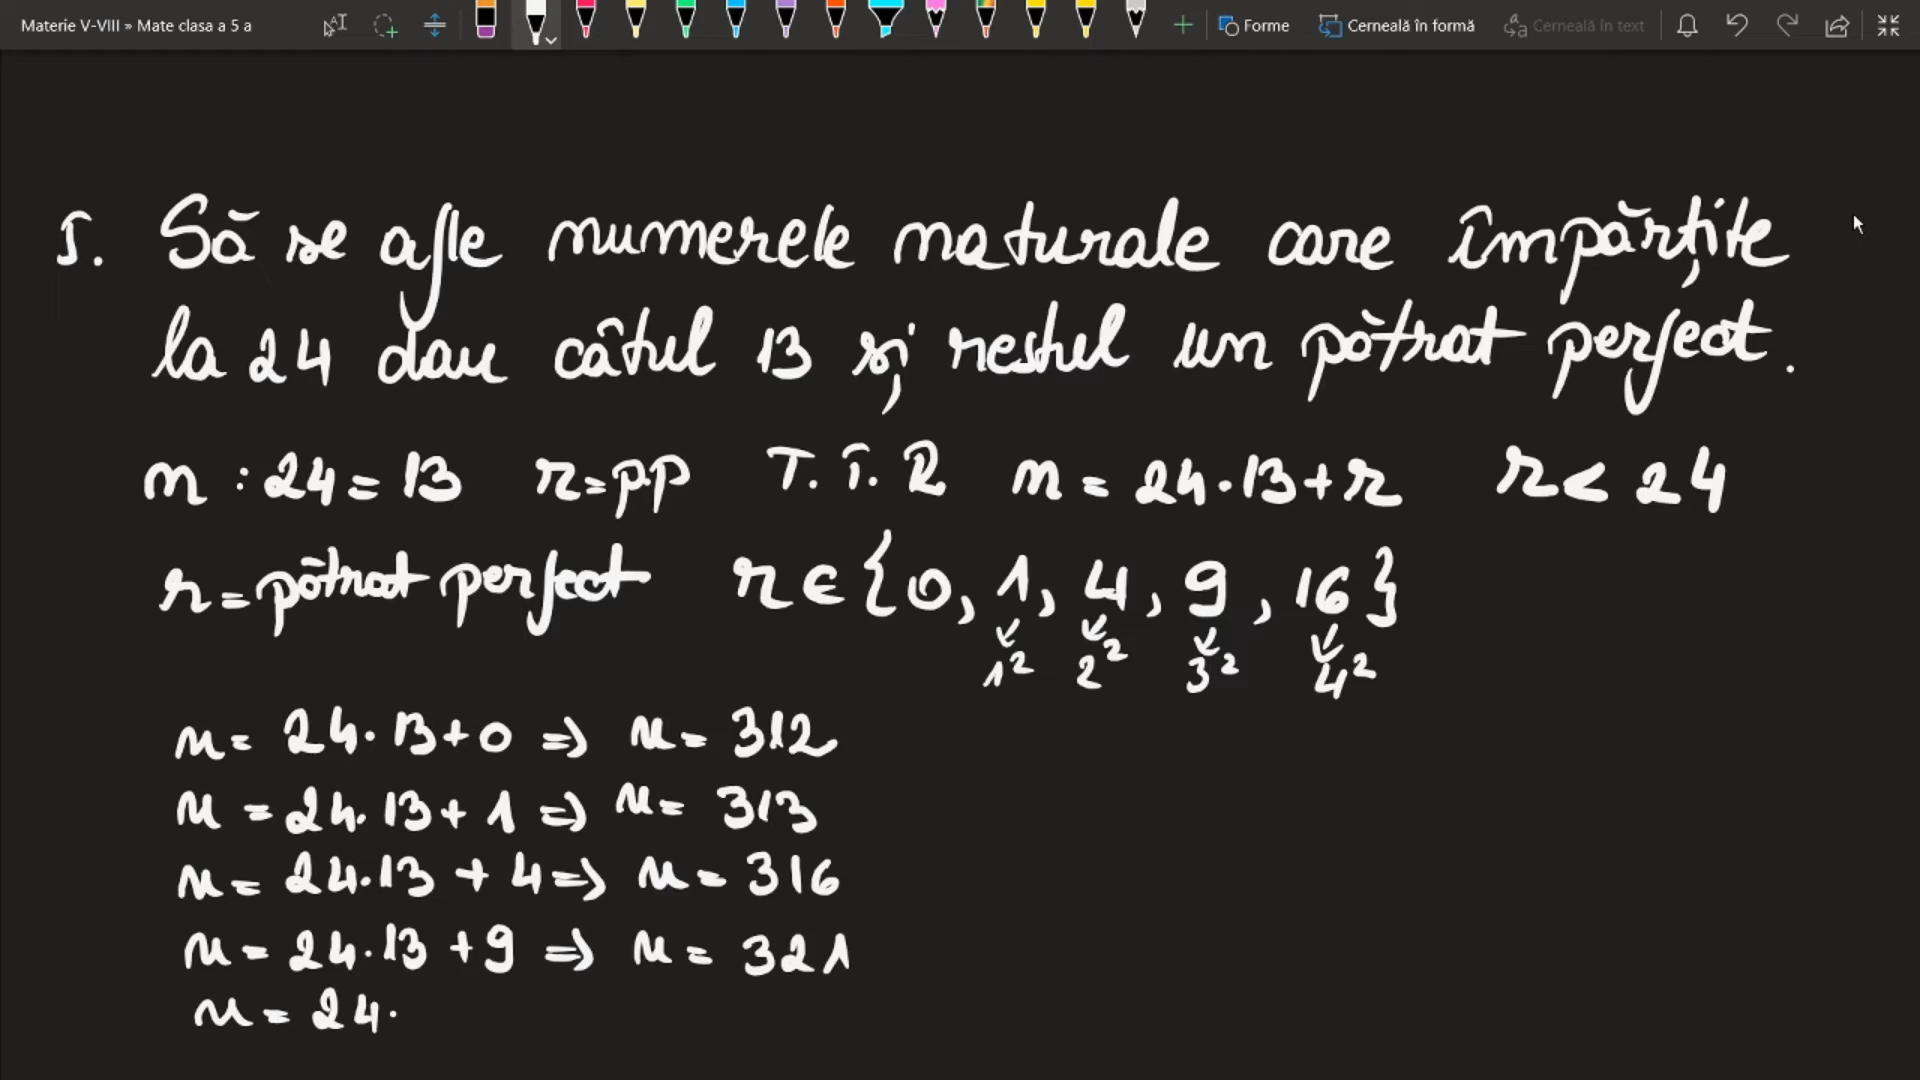 Materie V-VIII » Mate clasa a 5 a Forme Cerneală în formă Cerneală în text
5. Să se afle numerele naturale care împărțite
la 24 dau câtul 13 și restul un pătrat perfect.
n : 24 = 13 r = pp T.Î.R n = 24·13+r r < 24
r = pătrat perfect r ∈ {0, 1, 4, 9, 16}
1² 2² 3² 4²
n = 24·13+0 ⇒ n = 312
n = 24·13+1 ⇒ n = 313
n = 24·13+4 ⇒ n = 316
n = 24·13+9 ⇒ n = 321
n = 24·